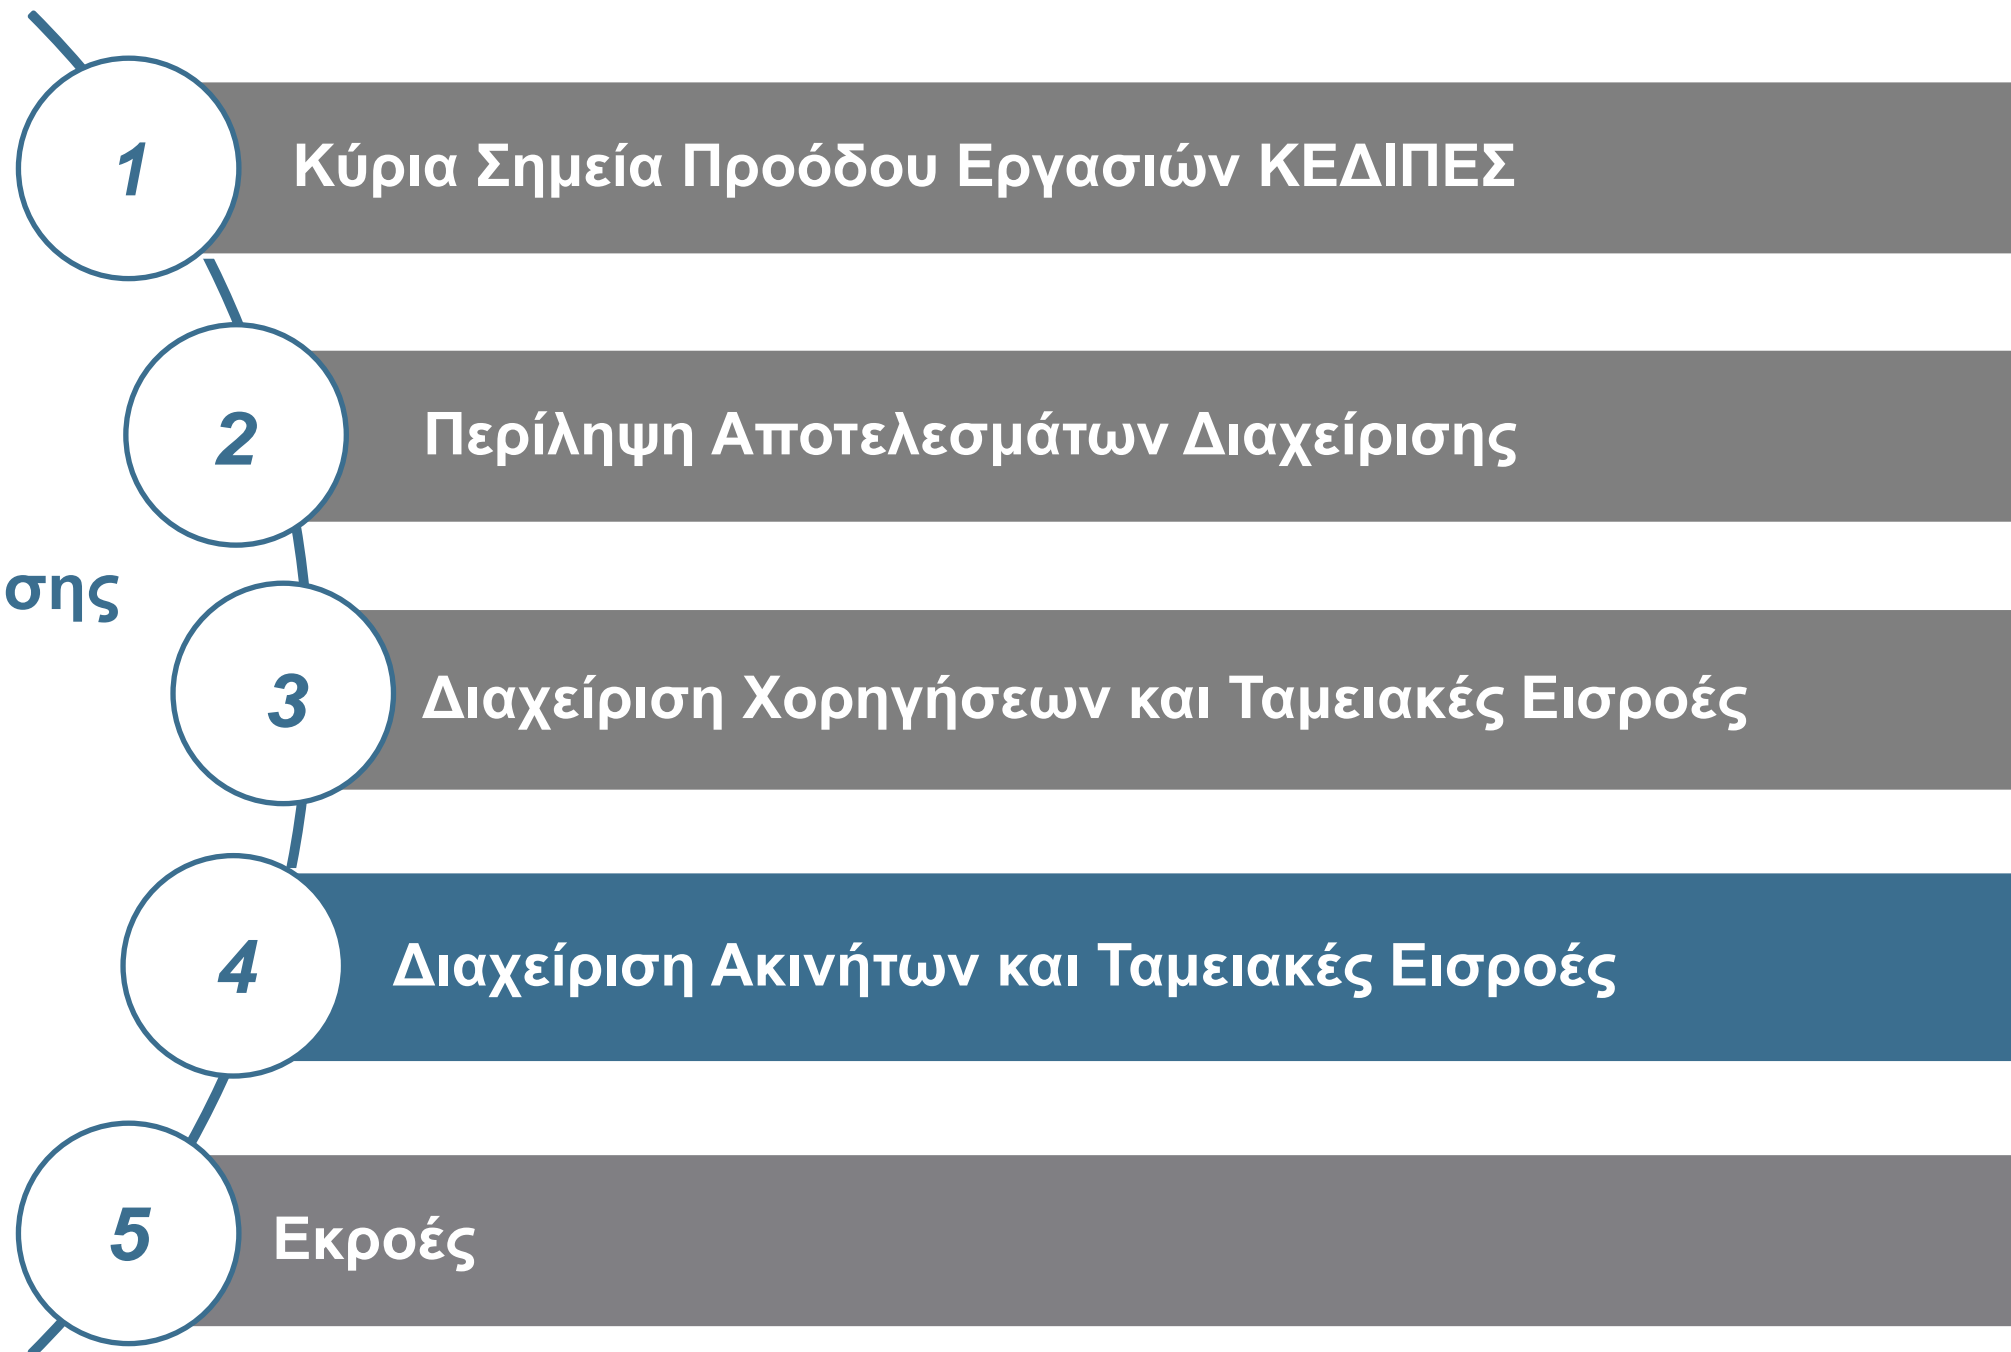 1 Κύρια Σημεία Προόδου Εργασιών ΚΕΔΙΠΕΣ
2 Περίληψη Αποτελεσμάτων Διαχείρισης
σης
3 Διαχείριση Χορηγήσεων και Ταμειακές Εισροές
4 Διαχείριση Ακινήτων και Ταμειακές Εισροές
5 Εκροές